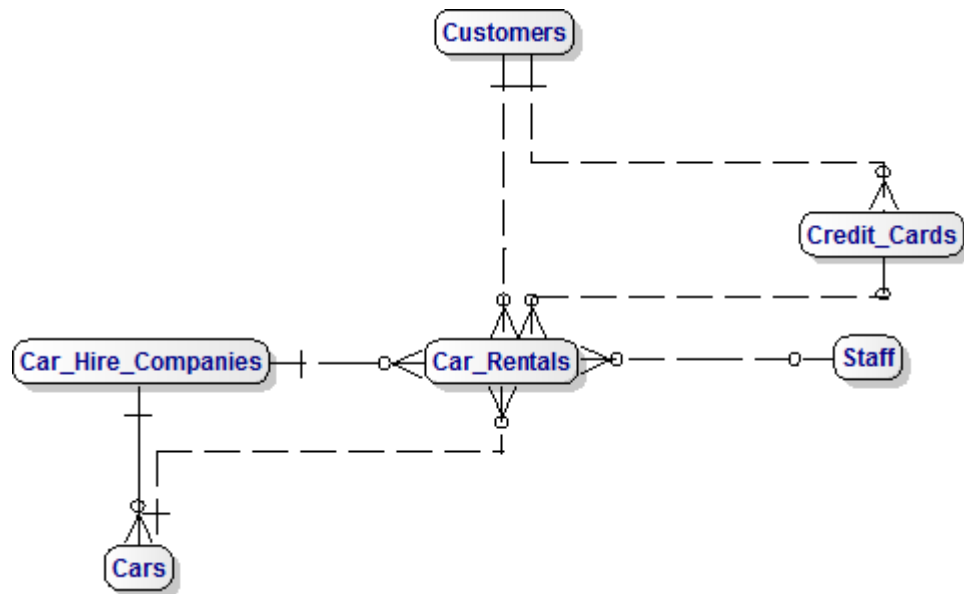 Customers
Credit_Cards
Car_Hire_Companies
Car_Rentals
Staff
Cars